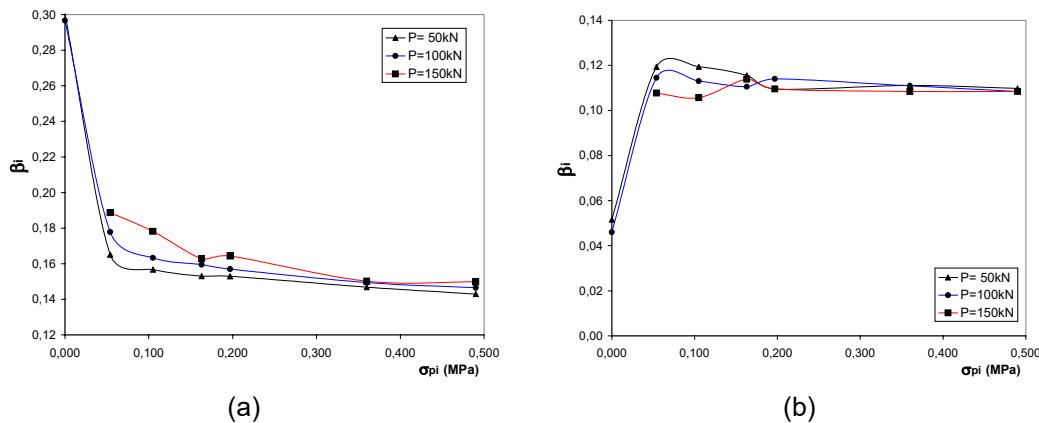 0,30
0,28
0,26
0,24
0,22
0,20
0,18
0,16
0,14
0,12
βi
P= 50kN
P=100kN
P=150kN
0,000 0,100 0,200 0,300 0,400 0,500
σpi (MPa)
(a)
0,14
0,12
0,10
0,08
0,06
0,04
0,02
0,00
βi
P= 50kN
P=100kN
P=150kN
0,000 0,100 0,200 0,300 0,400 0,500
σpi (MPa)
(b)